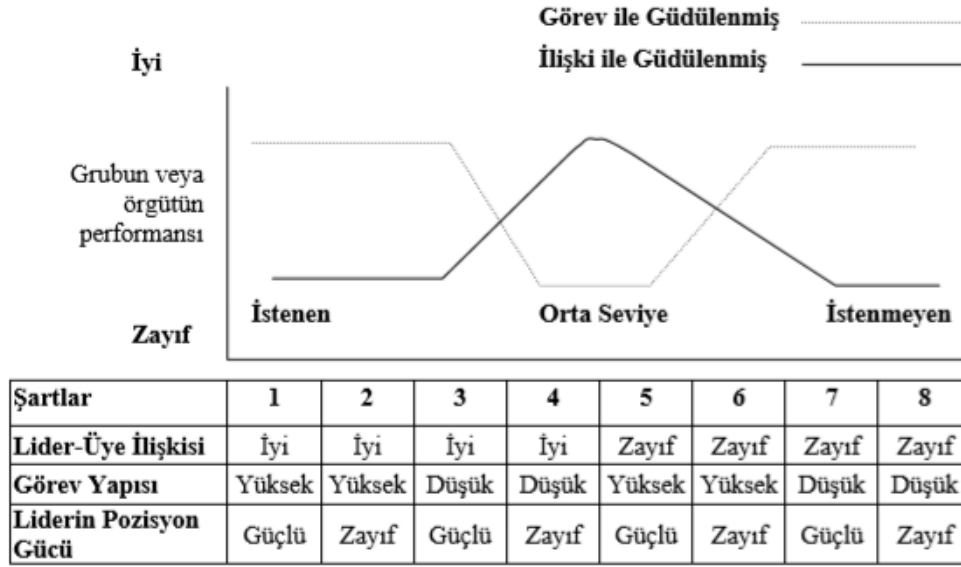 Görev ile Güdülenmiş
İyi
İlişki ile Güdülenmiş
Grubun veya
örgütün
performansı
İstenen Orta Seviye İstenmeyen
Zayıf
Şartlar 1 2 3 4 5 6 7 8
Lider-Üye İlişkisi İyi İyi İyi İyi Zayıf Zayıf Zayıf Zayıf
Görev Yapısı Yüksek Yüksek Düşük Düşük Yüksek Yüksek Düşük Düşük
Liderin Pozisyon
Gücü Güçlü Zayıf Güçlü Zayıf Güçlü Zayıf Güçlü Zayıf